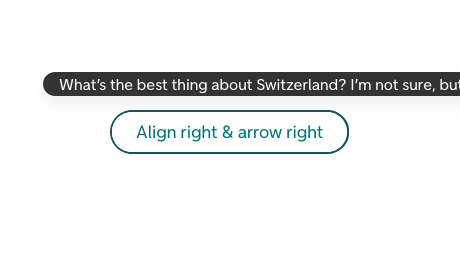 What's the best thing about Switzerland? I'm not sure, but
Align right & arrow right